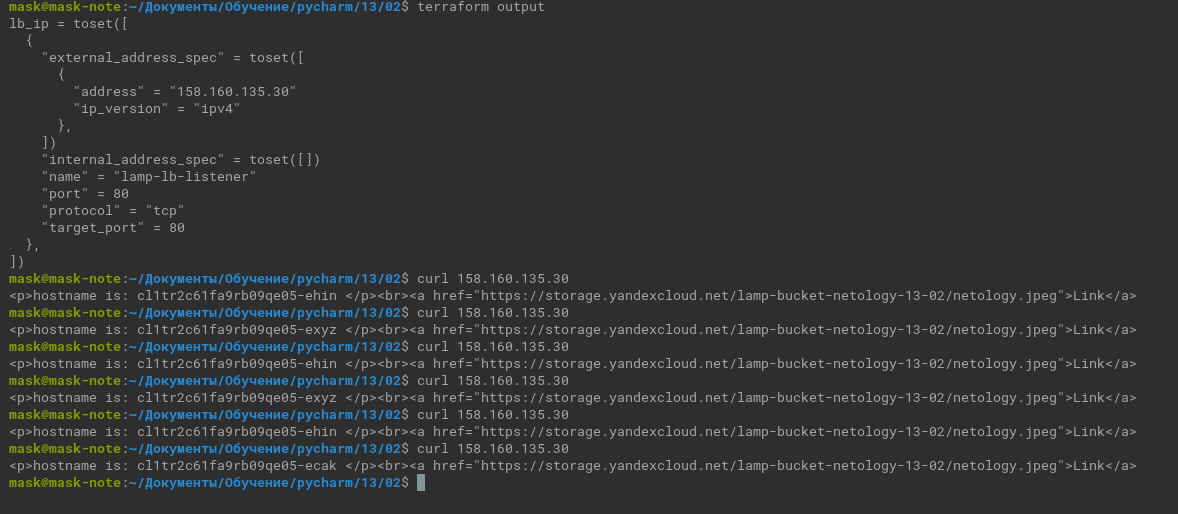 mask@mask-note:~/Документы/Обучение/pycharm/13/02$ terraform output
lb_ip = toset([
  {
    "external_address_spec" = toset([
      {
        "address" = "158.160.135.30"
        "ip_version" = "ipv4"
      },
    ])
    "internal_address_spec" = toset([])
    "name" = "lamp-lb-listener"
    "port" = 80
    "protocol" = "tcp"
    "target_port" = 80
  },
])
mask@mask-note:~/Документы/Обучение/pycharm/13/02$ curl 158.160.135.30
<p>hostname is: cl1tr2c61fa9rb09qe05-ehin </p><br><a href="https://storage.yandexcloud.net/lamp-bucket-netology-13-02/netology.jpeg">Link</a>
mask@mask-note:~/Документы/Обучение/pycharm/13/02$ curl 158.160.135.30
<p>hostname is: cl1tr2c61fa9rb09qe05-exyz </p><br><a href="https://storage.yandexcloud.net/lamp-bucket-netology-13-02/netology.jpeg">Link</a>
mask@mask-note:~/Документы/Обучение/pycharm/13/02$ curl 158.160.135.30
<p>hostname is: cl1tr2c61fa9rb09qe05-ehin </p><br><a href="https://storage.yandexcloud.net/lamp-bucket-netology-13-02/netology.jpeg">Link</a>
mask@mask-note:~/Документы/Обучение/pycharm/13/02$ curl 158.160.135.30
<p>hostname is: cl1tr2c61fa9rb09qe05-exyz </p><br><a href="https://storage.yandexcloud.net/lamp-bucket-netology-13-02/netology.jpeg">Link</a>
mask@mask-note:~/Документы/Обучение/pycharm/13/02$ curl 158.160.135.30
<p>hostname is: cl1tr2c61fa9rb09qe05-ehin </p><br><a href="https://storage.yandexcloud.net/lamp-bucket-netology-13-02/netology.jpeg">Link</a>
mask@mask-note:~/Документы/Обучение/pycharm/13/02$ curl 158.160.135.30
<p>hostname is: cl1tr2c61fa9rb09qe05-ecak </p><br><a href="https://storage.yandexcloud.net/lamp-bucket-netology-13-02/netology.jpeg">Link</a>
mask@mask-note:~/Документы/Обучение/pycharm/13/02$